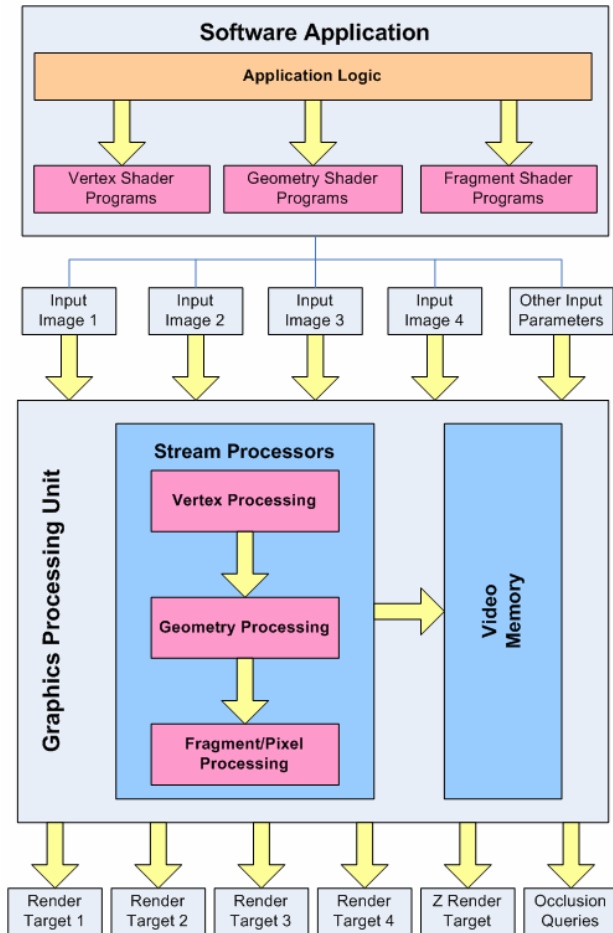 Software Application
Application Logic
Vertex Shader
Programs
Geometry Shader
Programs
Fragment Shader
Programs
Input
Image 1
Input
Image 2
Input
Image 3
Input
Image 4
Other Input
Parameters
Graphics Processing Unit
Stream Processors
Vertex Processing
Geometry Processing
Fragment/Pixel
Processing
Video
Memory
Render
Target 1
Render
Target 2
Render
Target 3
Render
Target 4
Z Render
Target
Occlusion
Queries